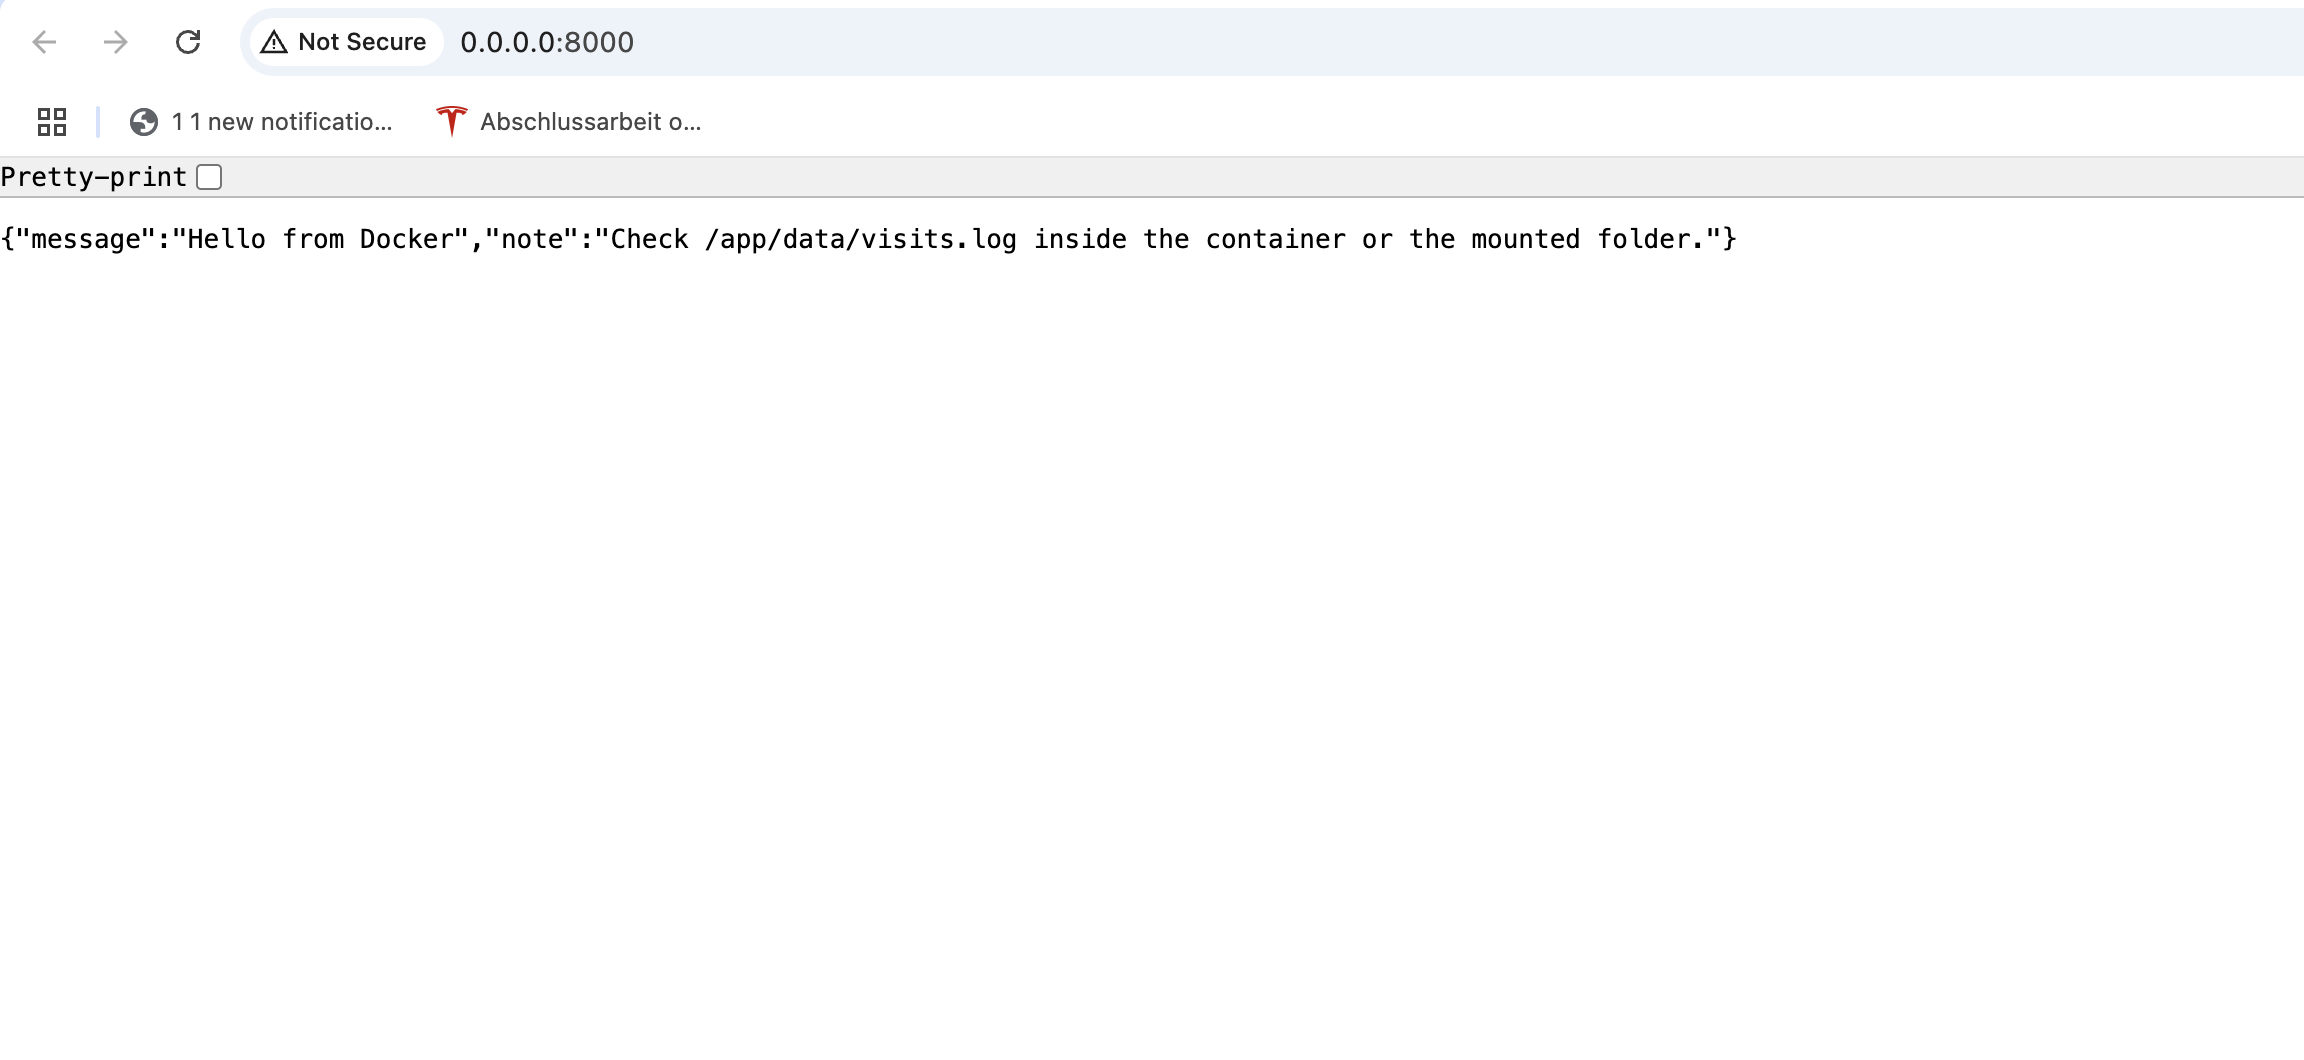 Not Secure 0.0.0.0:8000
1 1 new notificatio... Abschlussarbeit o...
Pretty-print
{"message":"Hello from Docker","note":"Check /app/data/visits.log inside the container or the mounted folder."}